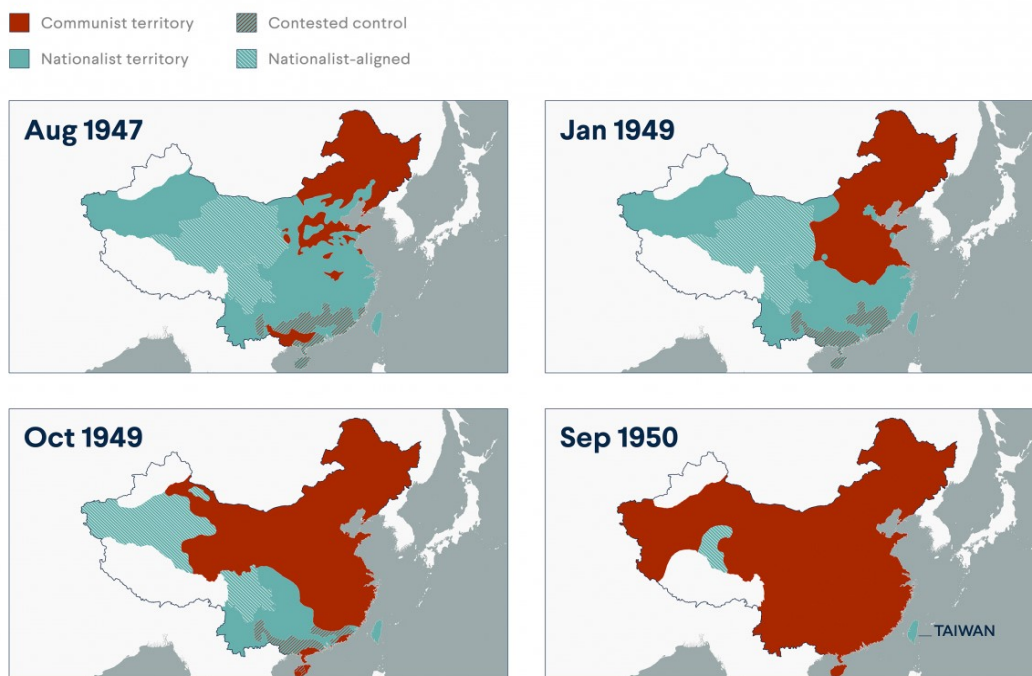 Communist territory
Contested control
Nationalist territory
Nationalist-aligned
Aug 1947
Jan 1949
Oct 1949
Sep 1950
TAIWAN